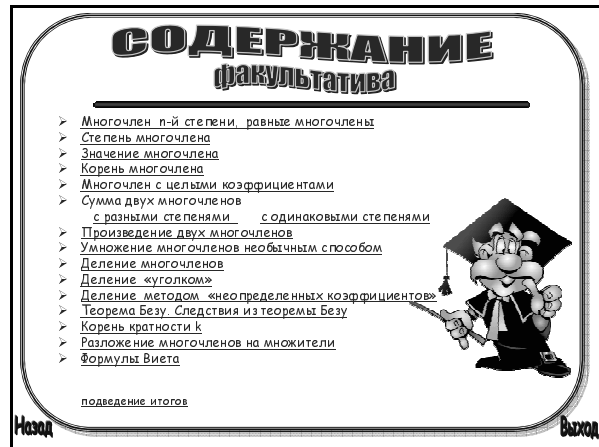 СОДЕРЖАНИЕ
факультатива
Многочлен n-й степени, равные многочлены
Степень многочлена
Значение многочлена
Корень многочлена
Многочлен с целыми коэффициентами
Сумма двух многочленов
с разными степенями с одинаковыми степенями
Произведение двух многочленов
Умножение многочленов необычным способом
Деление многочленов
Деление «уголком»
Деление методом «неопределенных коэффициентов»
Теорема Безу. Следствия из теоремы Безу
Корень кратности k
Разложение многочленов на множители
Формулы Виета
подведение итогов
Назад
Выход